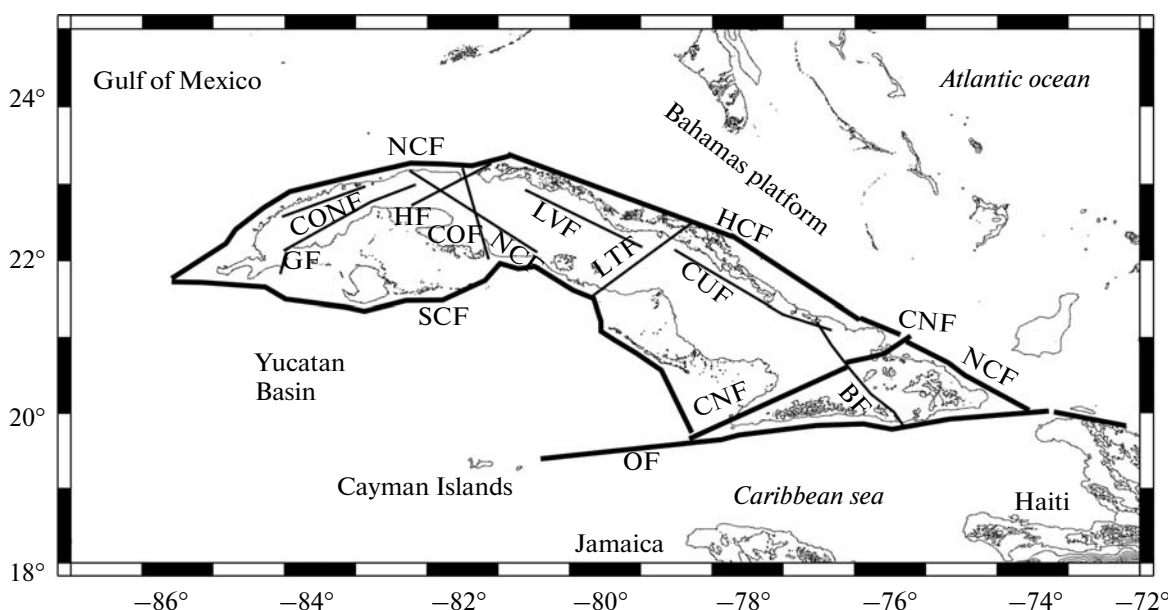 Gulf of Mexico
Atlantic ocean
24°
Bahamas platform
NCF
CONF
HF
LVF
HCF
COF
NCF
LTF
GF
22°
CUF
SCF
CNF
Yucatan
Basin
NCF
CNF
BF
20°
OF
Cayman Islands
Caribbean sea
Haiti
Jamaica
18°
−86° −84° −82° −80° −78° −76° −74° −72°